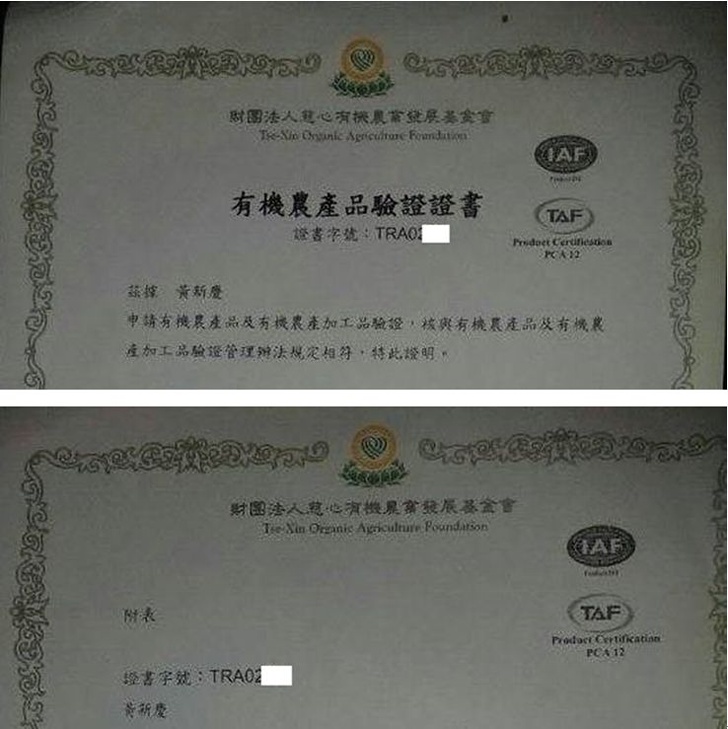 財團法人慈心有機農業發展基金會
Tse-Xin Organic Agriculture Foundation
IAF
有機農產品驗證證書
TAF
證書字號：TRA02
Product Certification
PCA 12
茲據 黃新慶
申請有機農產品及有機農產加工品驗證，核與有機農產品及有機農
產加工品驗證管理辦法規定相符，特此證明。
財團法人慈心有機農業發展基金會
Tse-Xin Organic Agriculture Foundation
IAF
附表
TAF
Product Certification
PCA 12
證書字號：TRA02
黃新慶